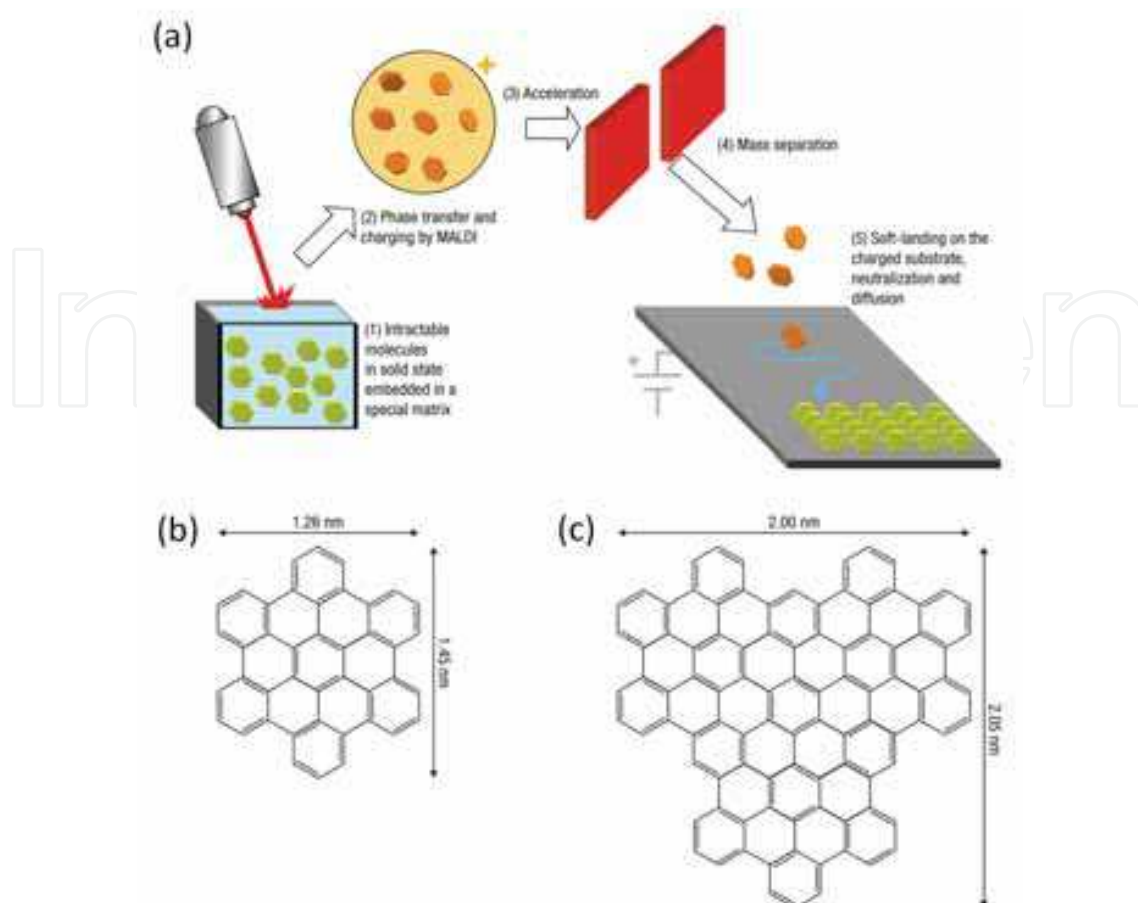 (a)
(3) Acceleration
(4) Mass separation
(2) Phase transfer and
charging by MALDI
(5) Soft-landing on the
charged substrate,
neutralization and
diffusion
(1) Intractable
molecules
in solid state
embedded in a
special matrix
+
(b)
1.26 nm
1.45 nm
(c)
2.00 nm
2.05 nm
In
en